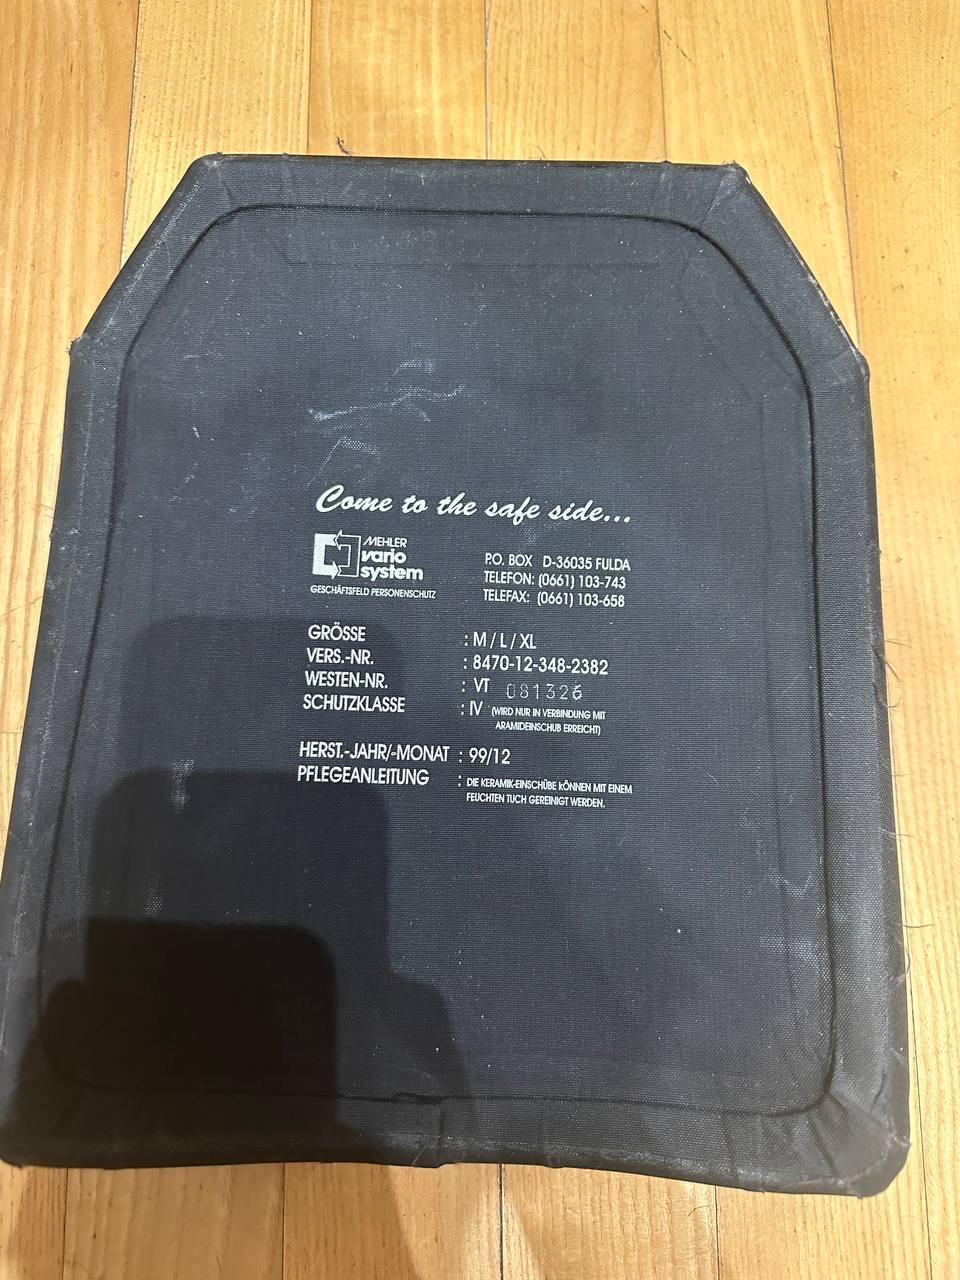 Come to the safe side...
MEHLER
vario
system
GESCHÄFTSFELD PERSONENSCHUTZ
P.O. BOX D-36035 FULDA
TELEFON: (0661) 103-743
TELEFAX: (0661) 103-658
GRÖSSE : M / L / XL
VERS.-NR. : 8470-12-348-2382
WESTEN-NR. : VT 081326
SCHUTZKLASSE : IV (WIRD NUR IN VERBINDUNG MIT
ARAMIDEINSCHUB ERREICHT)
HERST.-JAHR/-MONAT : 99/12
PFLEGEANLEITUNG : DIE KERAMIK-EINSCHÜBE KÖNNEN MIT EINEM
FEUCHTEN TUCH GEREINIGT WERDEN.